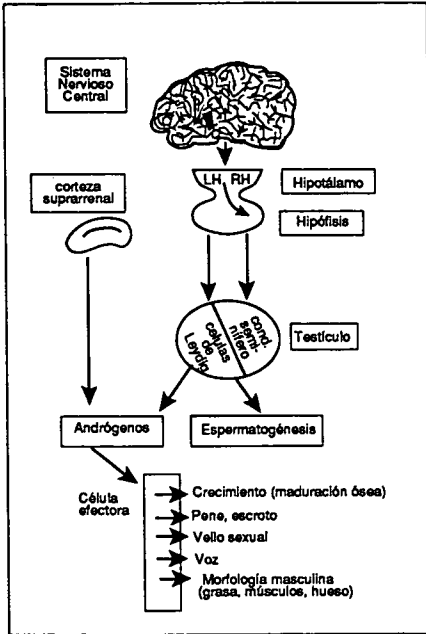 Sistema
Nervioso
Central
LH RH
Hipotálamo
corteza
suprarrenal
Hipófisis
cond.
semi-
nífero
celulas
de
Leydig
Testículo
Andrógenos
Espermatogénesis
Célula
efectora
Crecimiento (maduración ósea)
Pene, escroto
Vello sexual
Voz
Morfología masculina
(grasa, músculos, hueso)